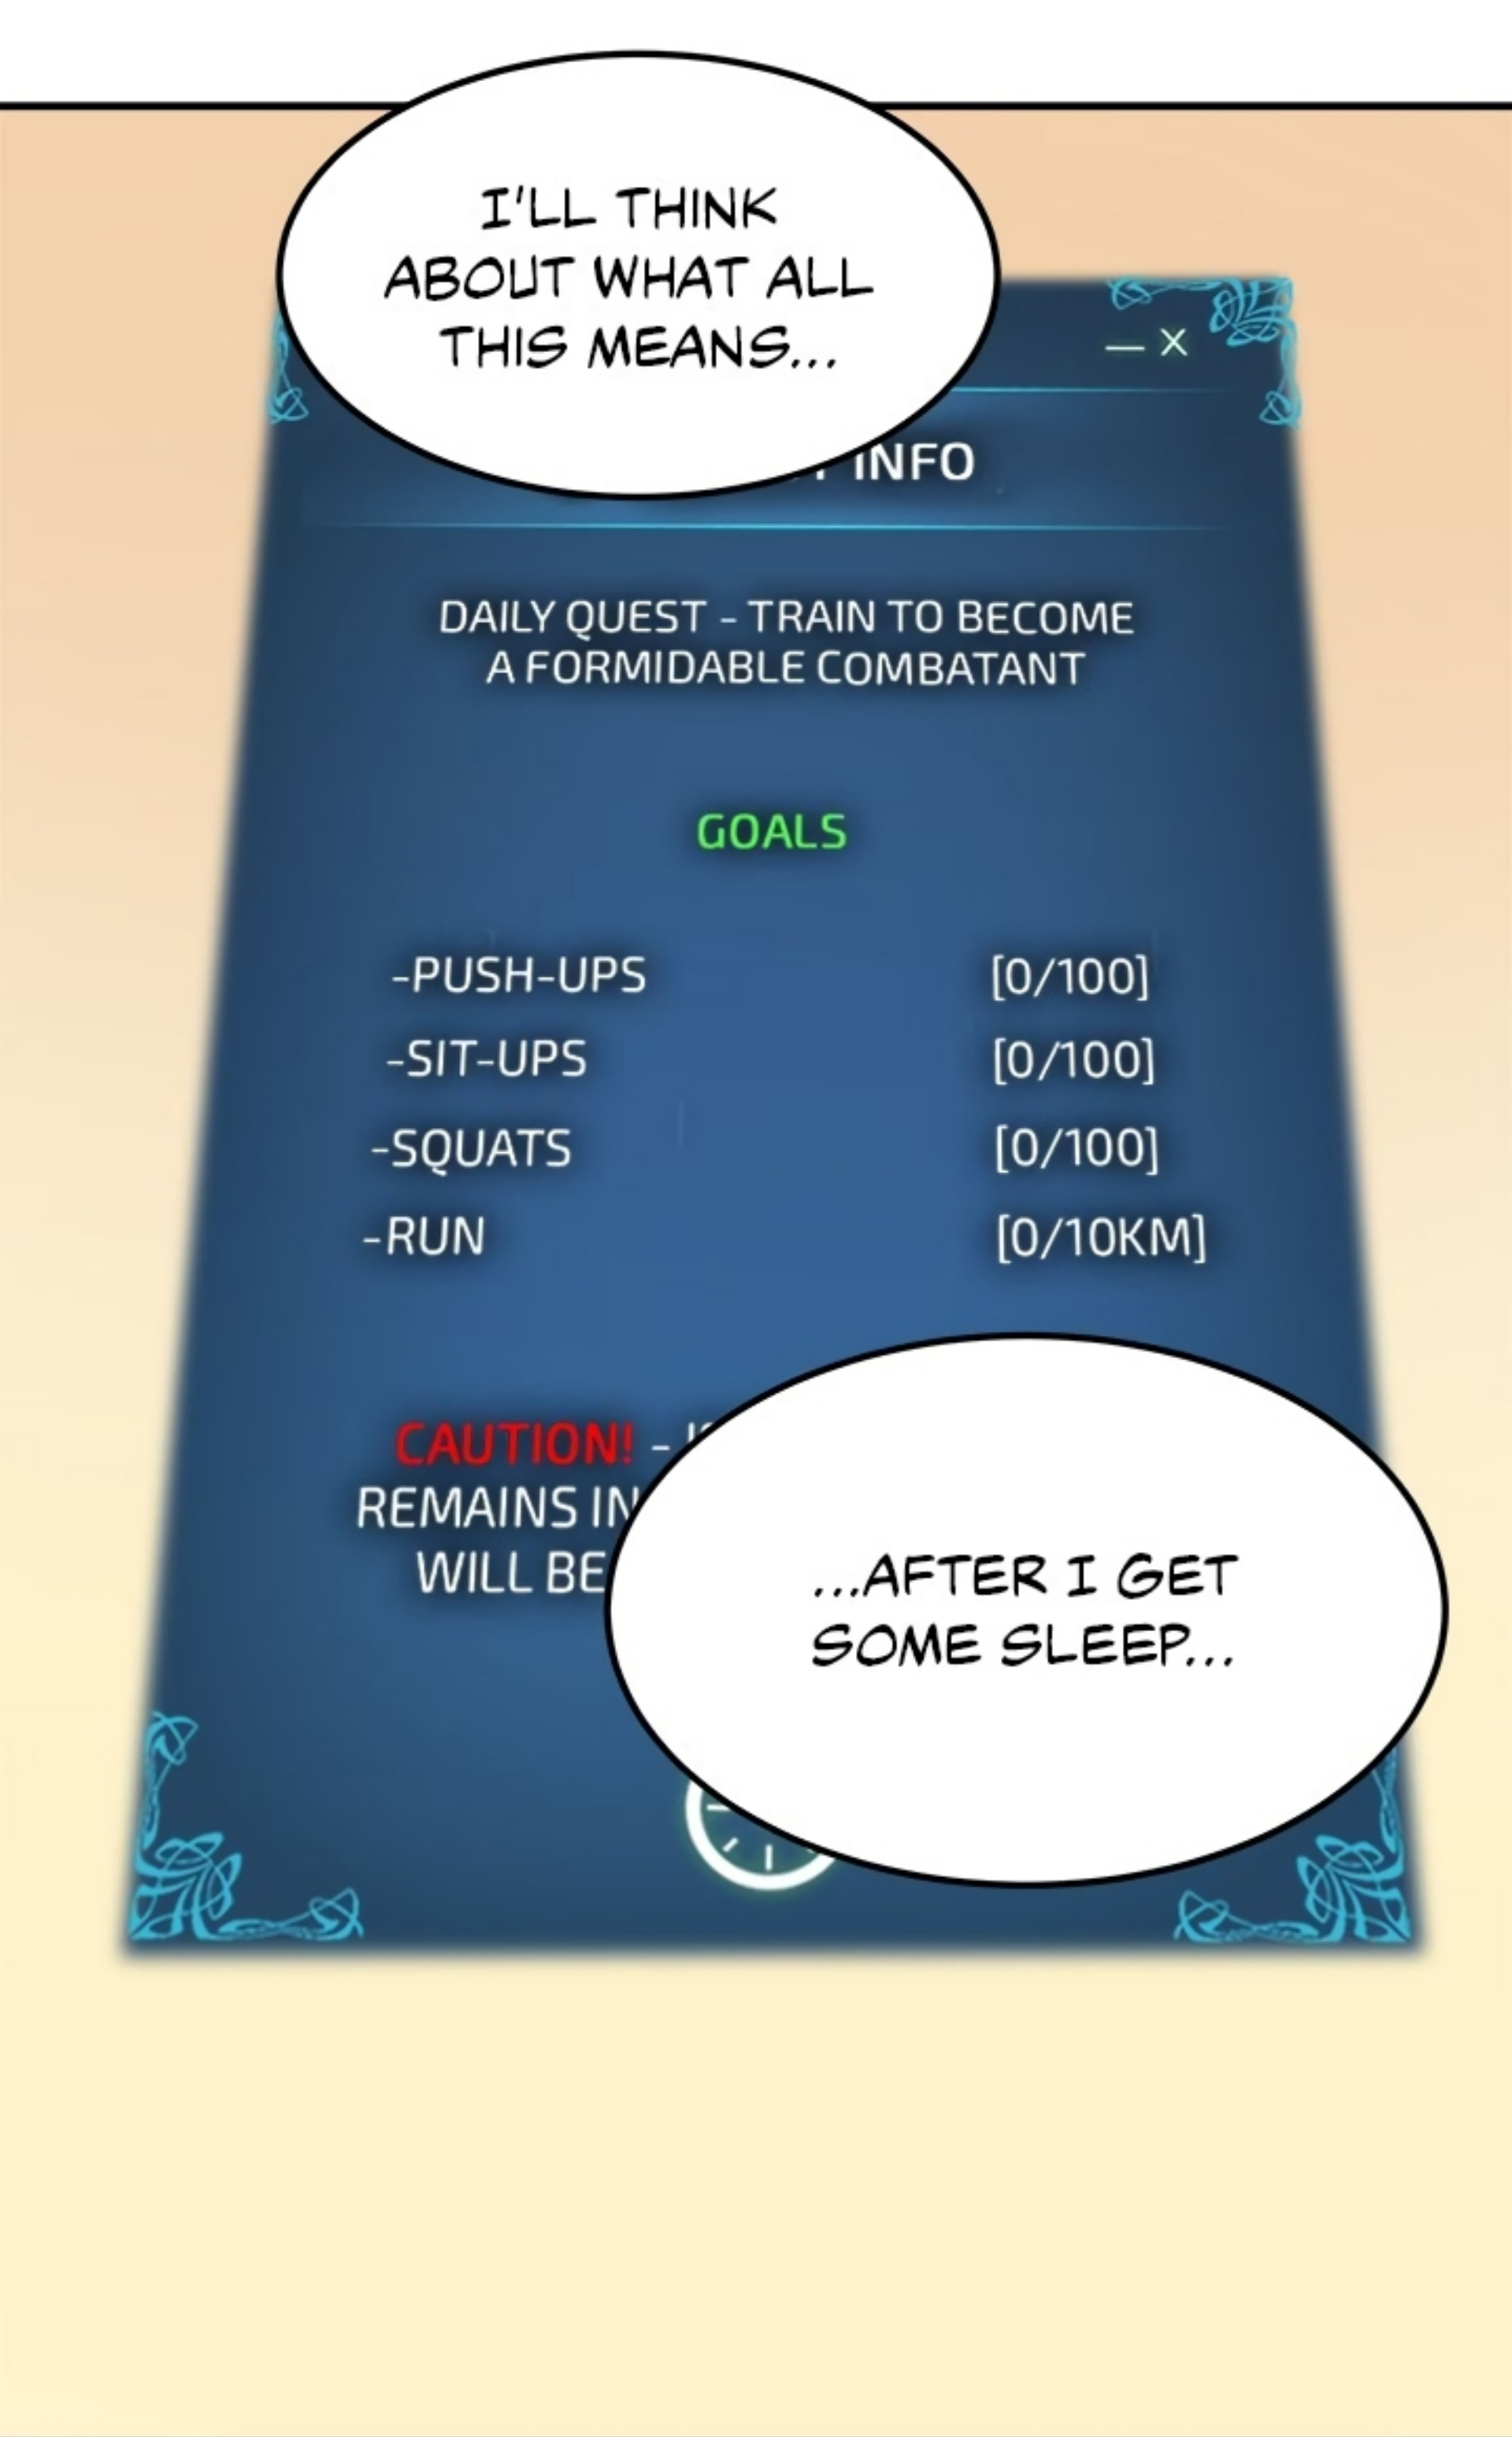 I'LL THINK
ABOUT WHAT ALL
THIS MEANS...
— X
INFO
DAILY QUEST - TRAIN TO BECOME
A FORMIDABLE COMBATANT
GOALS
-PUSH-UPS [0/100]
-SIT-UPS [0/100]
-SQUATS [0/100]
-RUN [0/10KM]
CAUTION! -
REMAINS
WILL BE
...AFTER I GET
SOME SLEEP...